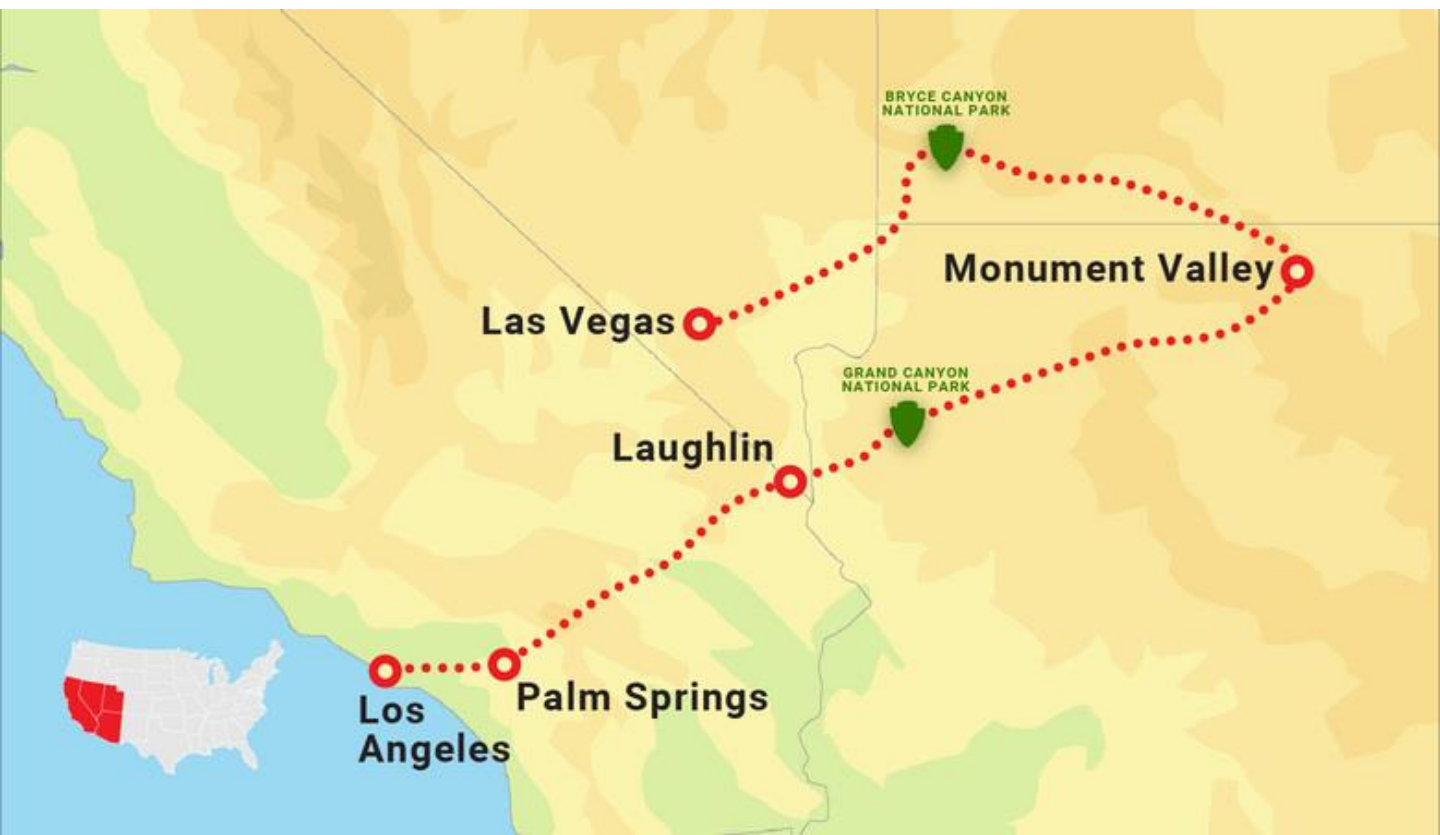 BRYCE CANYON
NATIONAL PARK
Monument Valley
Las Vegas
GRAND CANYON
NATIONAL PARK
Laughlin
Palm Springs
Los
Angeles